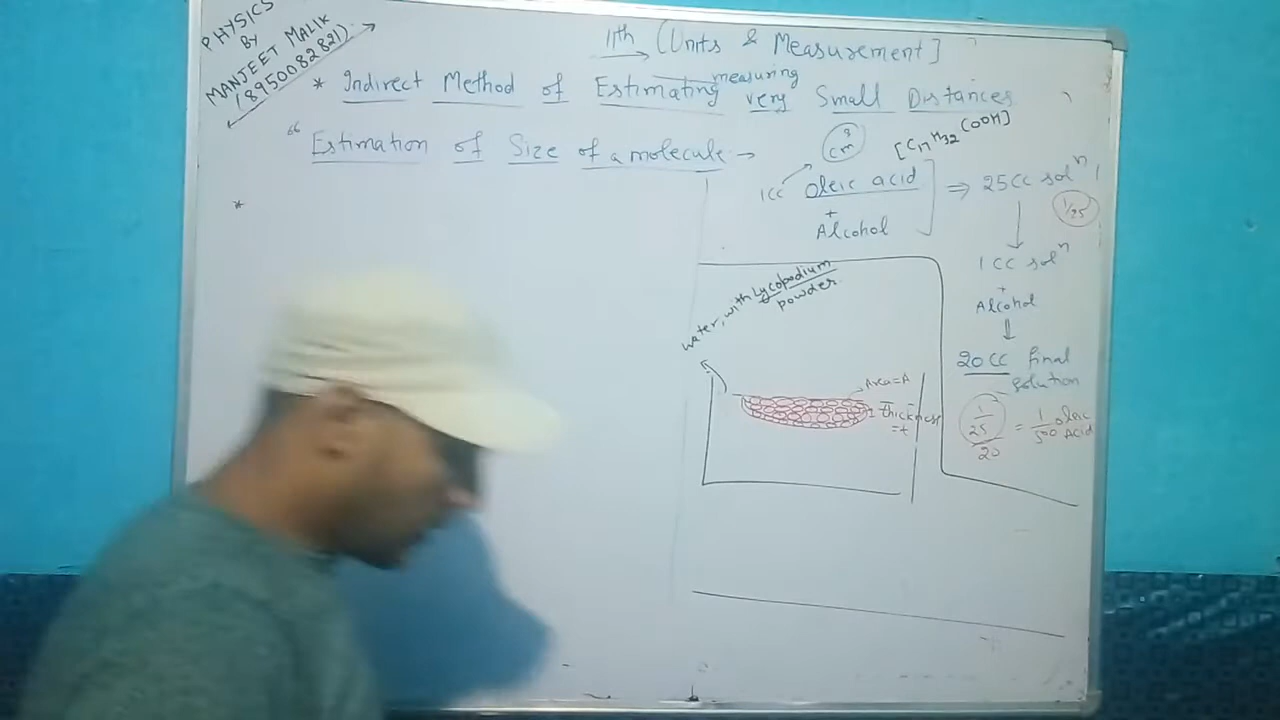 PHYSICS
BY
MANJEET MALIK
(8950082821)
11th (Units & Measurement]
* Indirect Method of Estimating measuring very Small Distances
“ Estimation of Size of a molecule →
*
cm³
[C17H32COOH]
1CC Oleic acid
+
Alcohol
⇒ 25CC solⁿ
1/25
1CC solⁿ
+
Alcohol
20CC final
solution
1/25/20 = 1/500 oleic
Acid
water, with Lycopodium
powder
Area=A
Thickness
=t